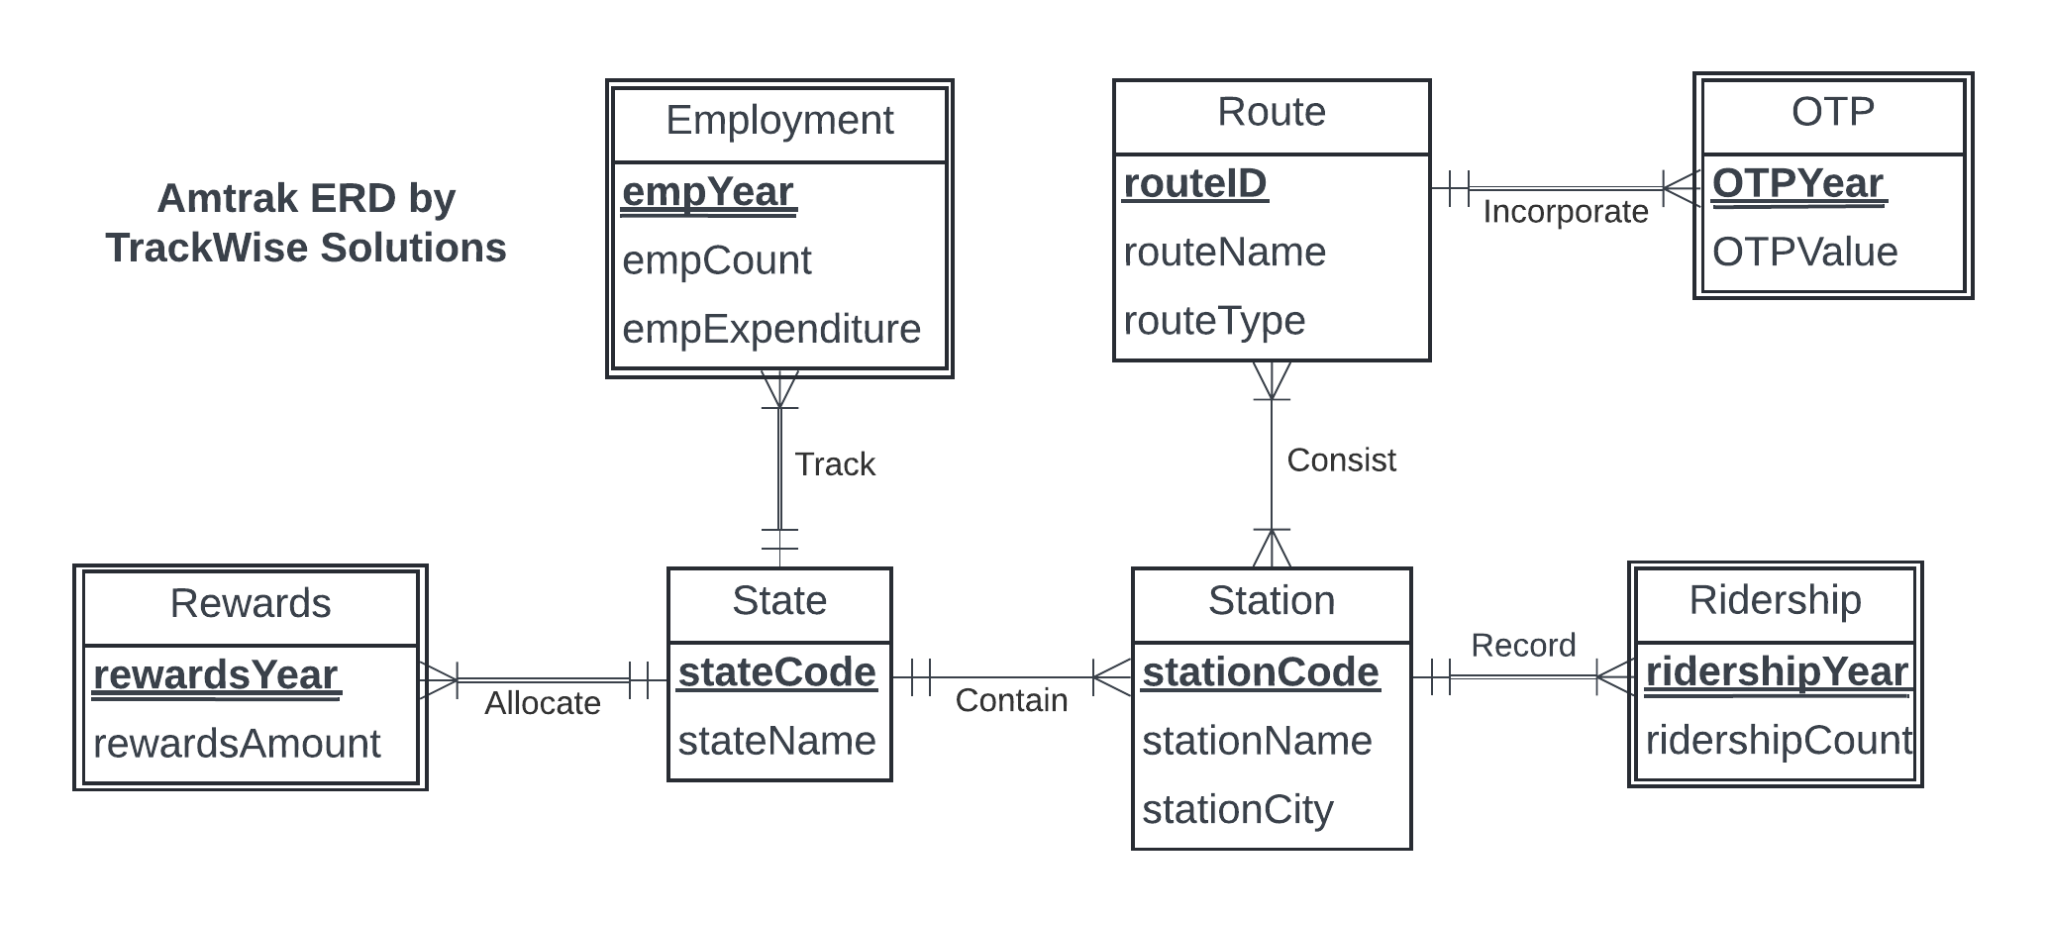 Amtrak ERD by
TrackWise Solutions
Employment
empYear
empCount
empExpenditure
Route
routeID
routeName
routeType
Incorporate
OTP
OTPYear
OTPValue
Track
Consist
Rewards
rewardsYear
rewardsAmount
Allocate
State
stateCode
stateName
Contain
Station
stationCode
stationName
stationCity
Record
Ridership
ridershipYear
ridershipCount